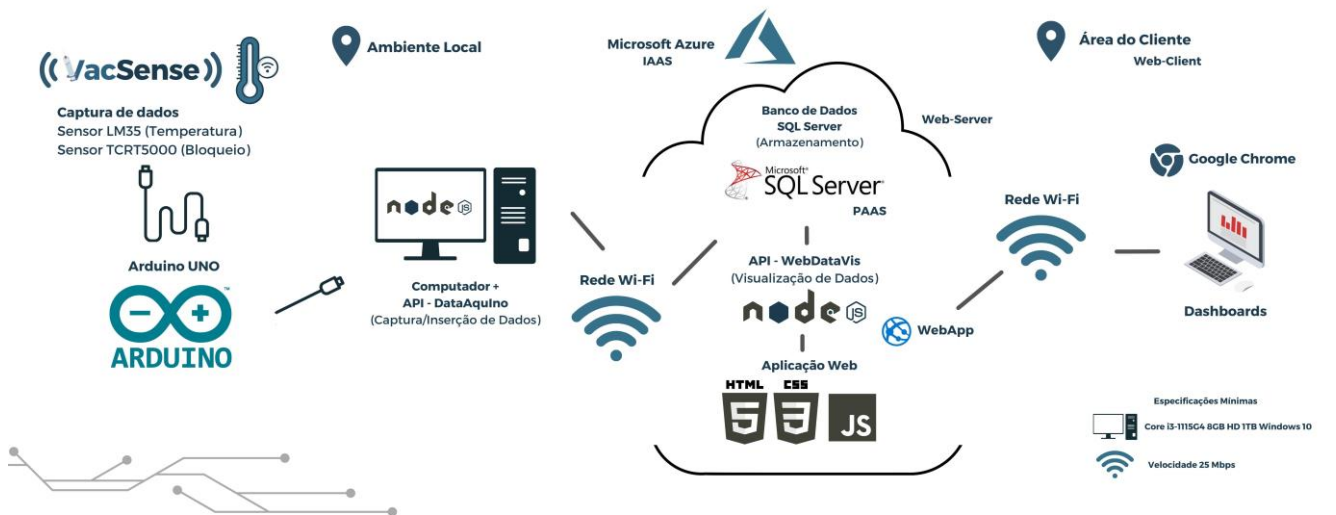 VacSense
Captura de dados
Sensor LM35 (Temperatura)
Sensor TCRT5000 (Bloqueio)
Arduino UNO
ARDUINO
TM
Ambiente Local
node JS
Computador +
API - DataAquIno
(Captura/Inserção de Dados)
Rede Wi-Fi
Microsoft Azure
IAAS
Banco de Dados
SQL Server
(Armazenamento)
Web-Server
Microsoft®
SQL Server®
PAAS
API - WebDataVis
(Visualização de Dados)
node JS
WebApp
Aplicação Web
HTML CSS
5 3 JS
Rede Wi-Fi
Área do Cliente
Web-Client
Google Chrome
Dashboards
Especificações Mínimas
Core i3-1115G4 8GB HD 1TB Windows 10
Velocidade 25 Mbps